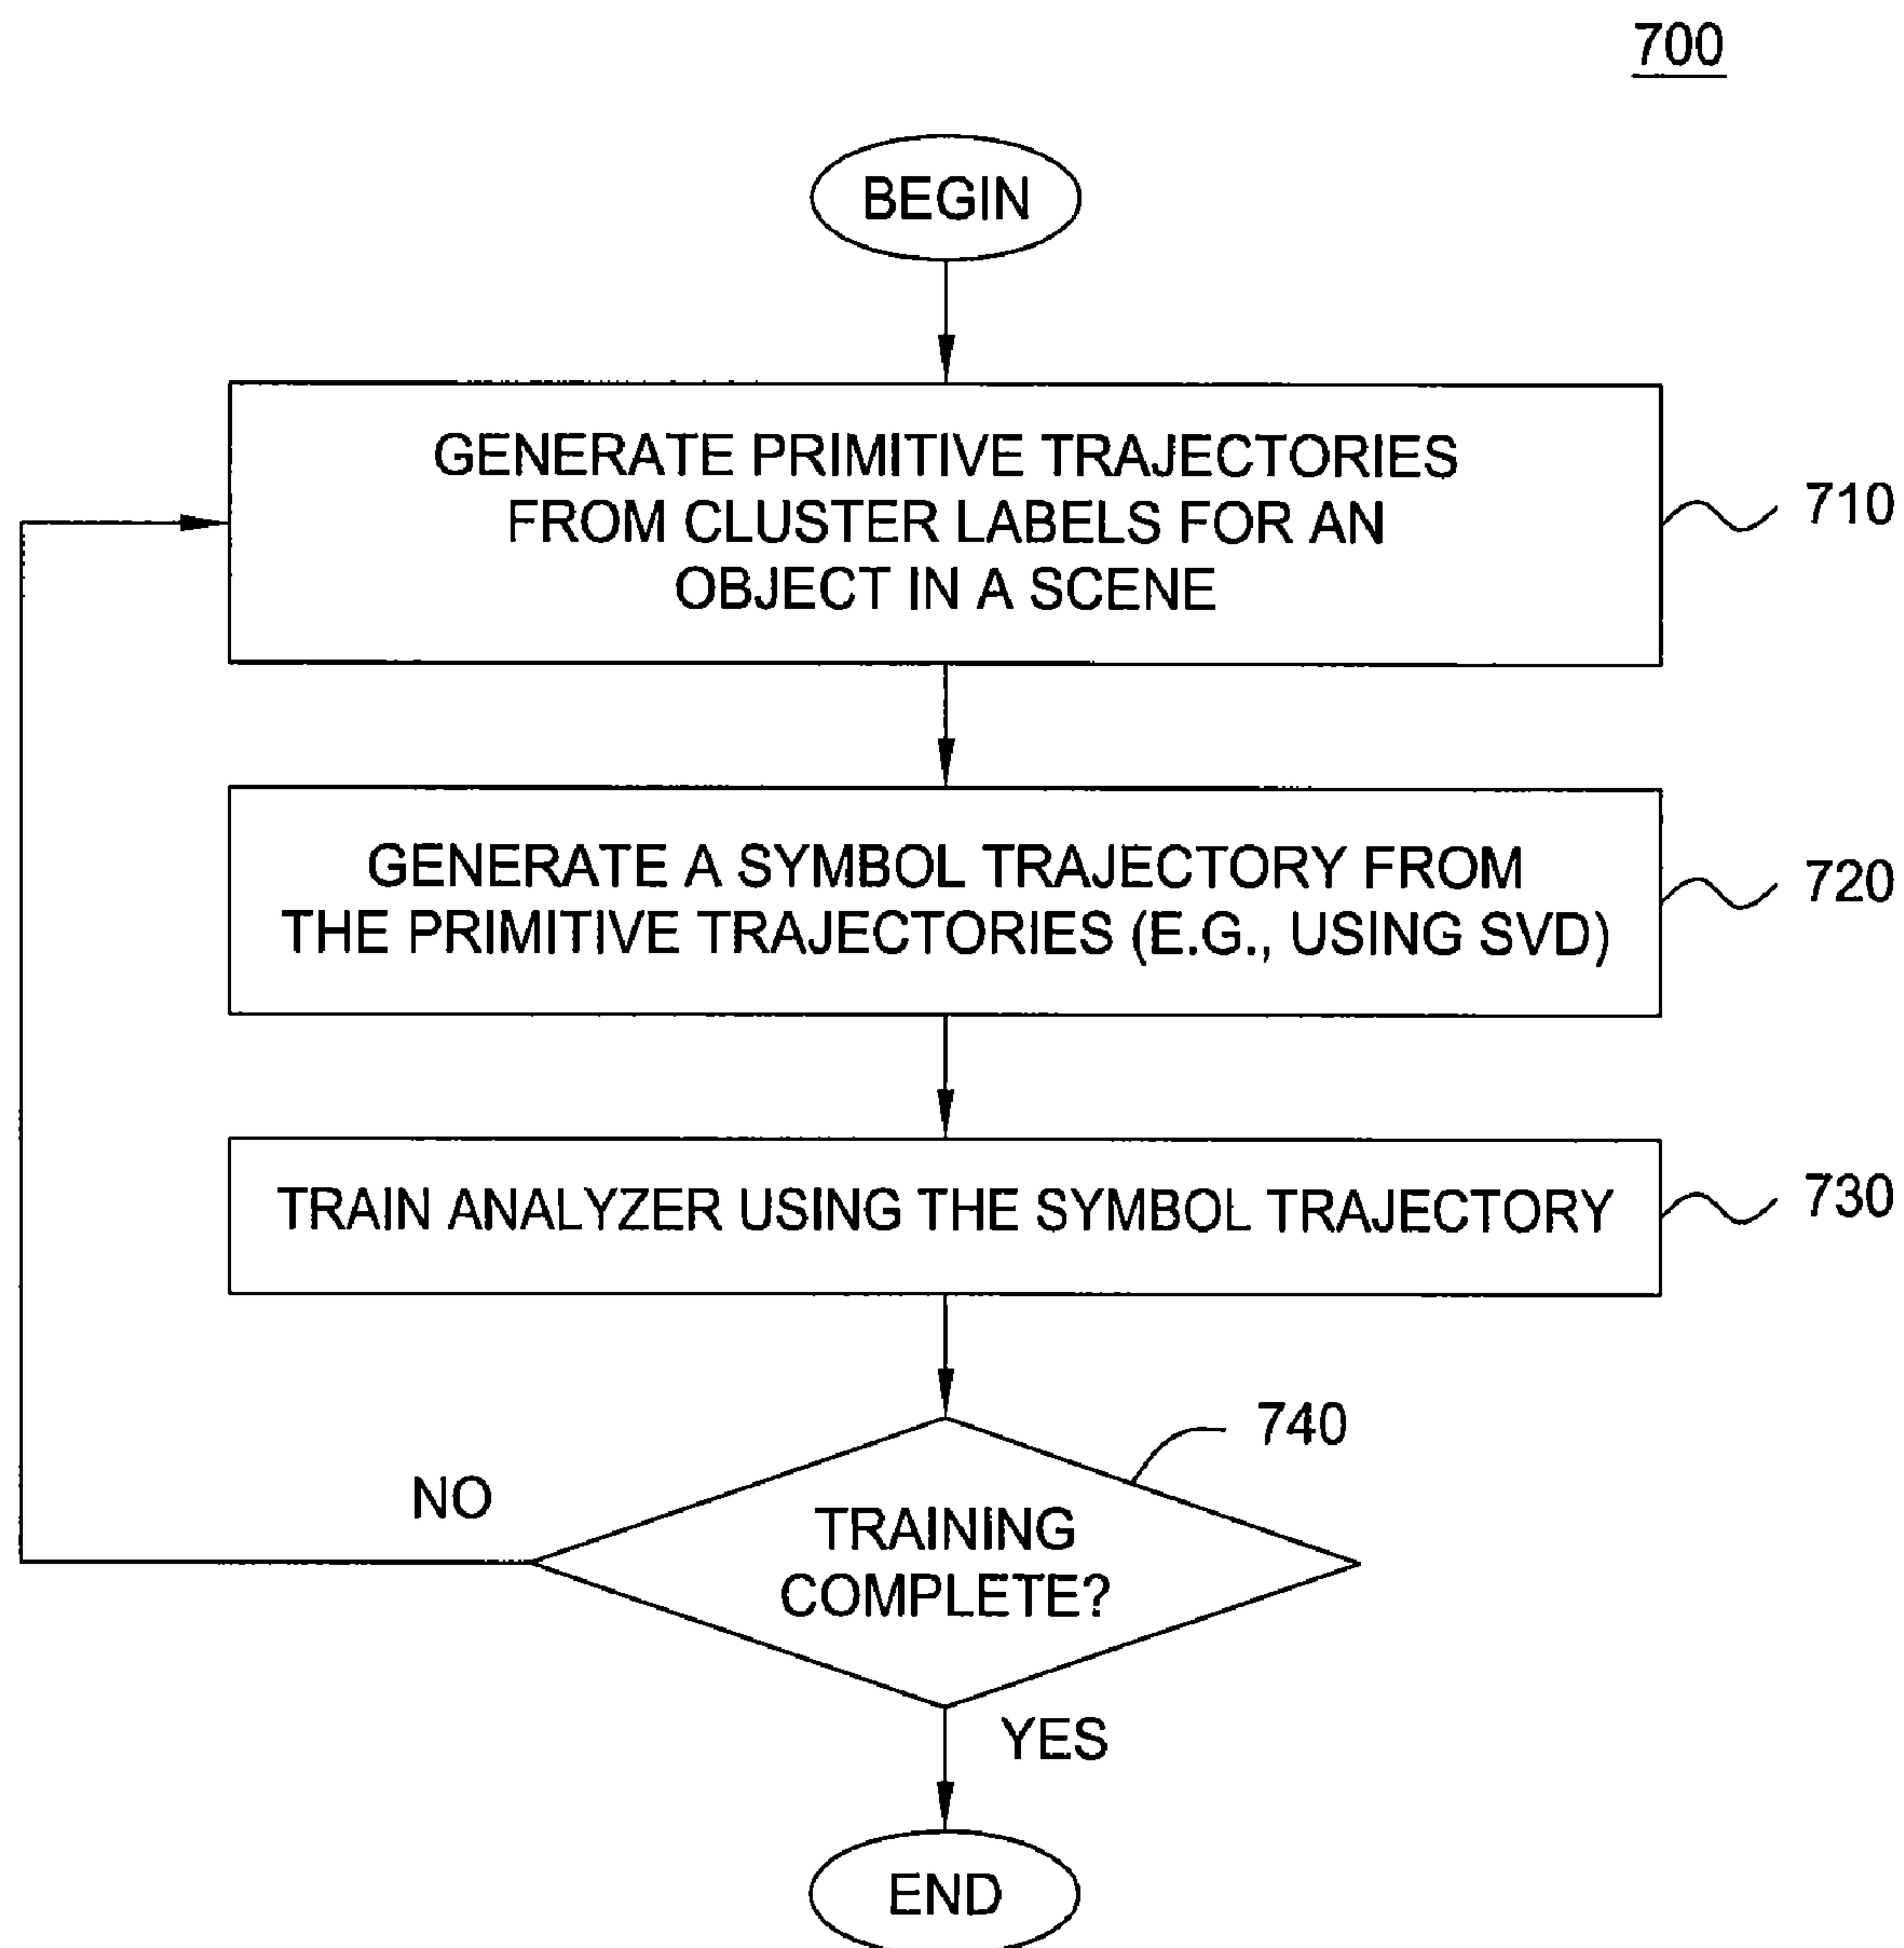 700
BEGIN
GENERATE PRIMITIVE TRAJECTORIES
FROM CLUSTER LABELS FOR AN
OBJECT IN A SCENE
710
GENERATE A SYMBOL TRAJECTORY FROM
THE PRIMITIVE TRAJECTORIES (E.G., USING SVD)
720
TRAIN ANALYZER USING THE SYMBOL TRAJECTORY
730
740
NO
TRAINING
COMPLETE?
YES
END